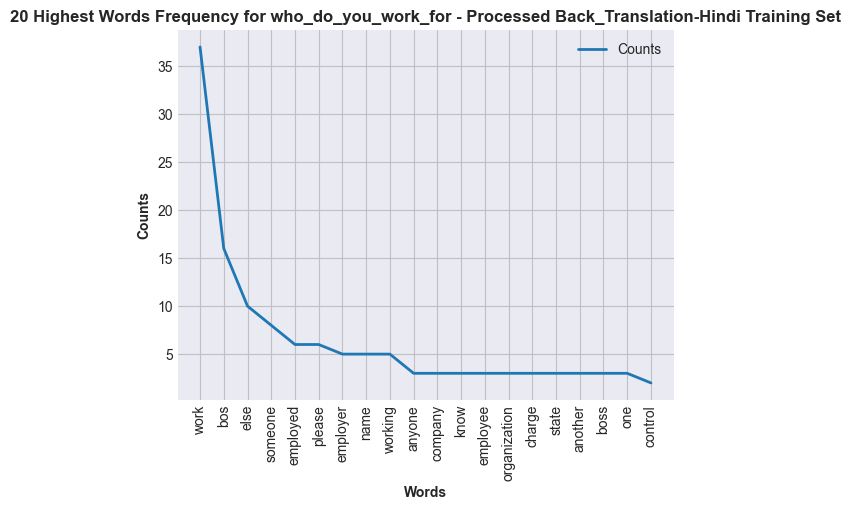 20 Highest Words Frequency for who_do_you_work_for - Processed Back_Translation-Hindi Training Set
Counts
35
30
25
20
15
10
5
Counts
work
bos
else
someone
employed
please
employer
name
working
anyone
company
know
employee
organization
charge
state
another
boss
one
control
Words